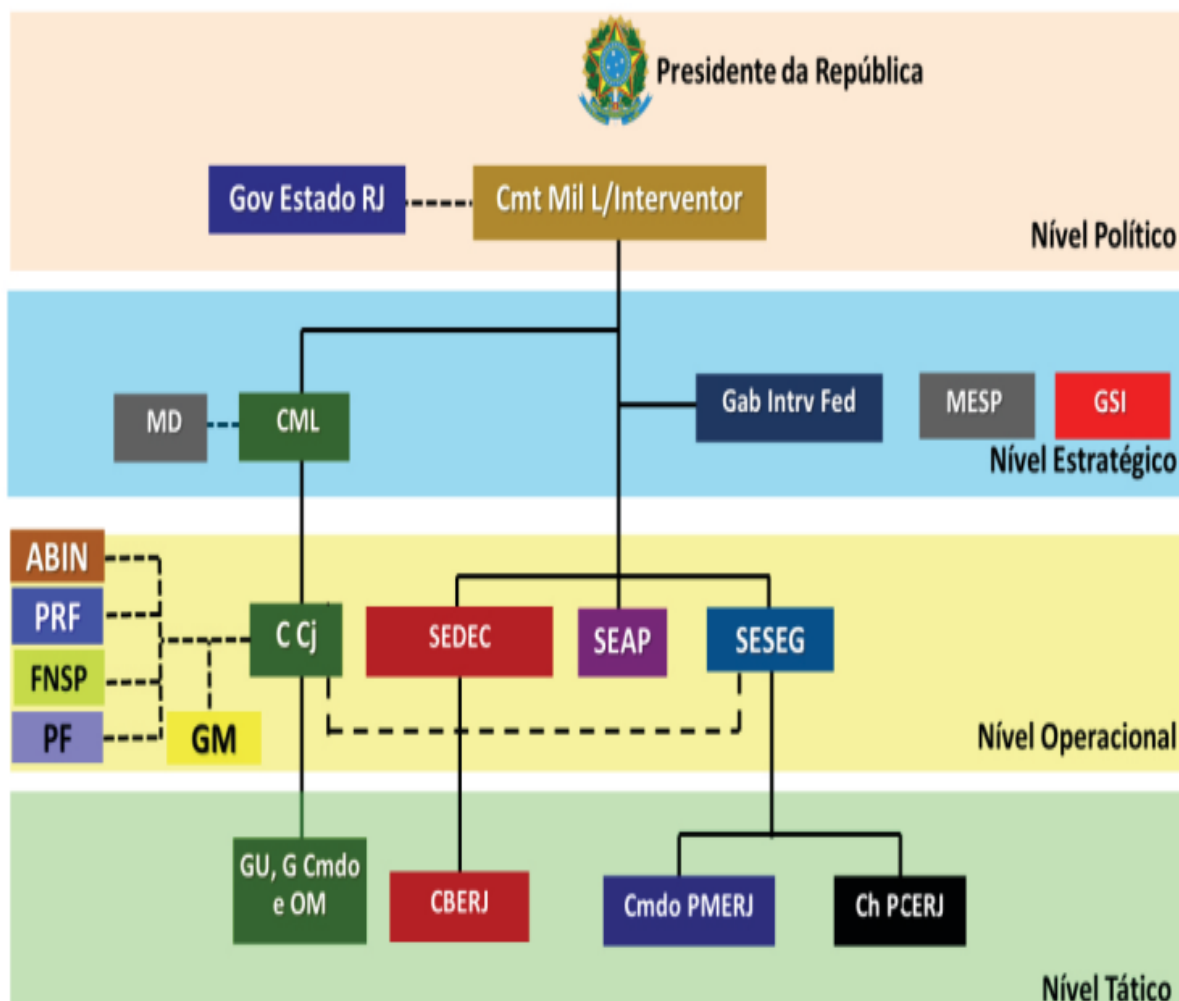 Presidente da República
Gov Estado RJ
Cmt Mil L/Interventor
Nível Político
MD
CML
Gab Intrv Fed
MESP
GSI
Nível Estratégico
ABIN
PRF
FNSP
PF
GM
C Cj
SEDEC
SEAP
SESEG
Nível Operacional
GU, G Cmdo
e OM
CBERJ
Cmdo PMERJ
Ch PCERJ
Nível Tático